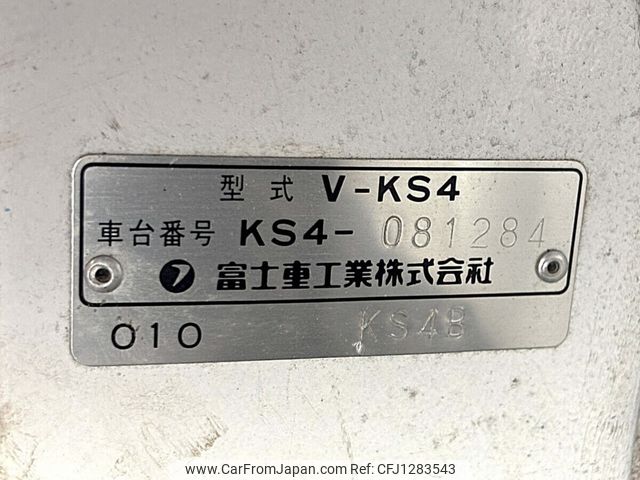 型式 V-KS4
車台番号 KS4-081284
フ 富士重工業株式会社
010 KS4B
www.CarFromJapan.com - CFJ1283543